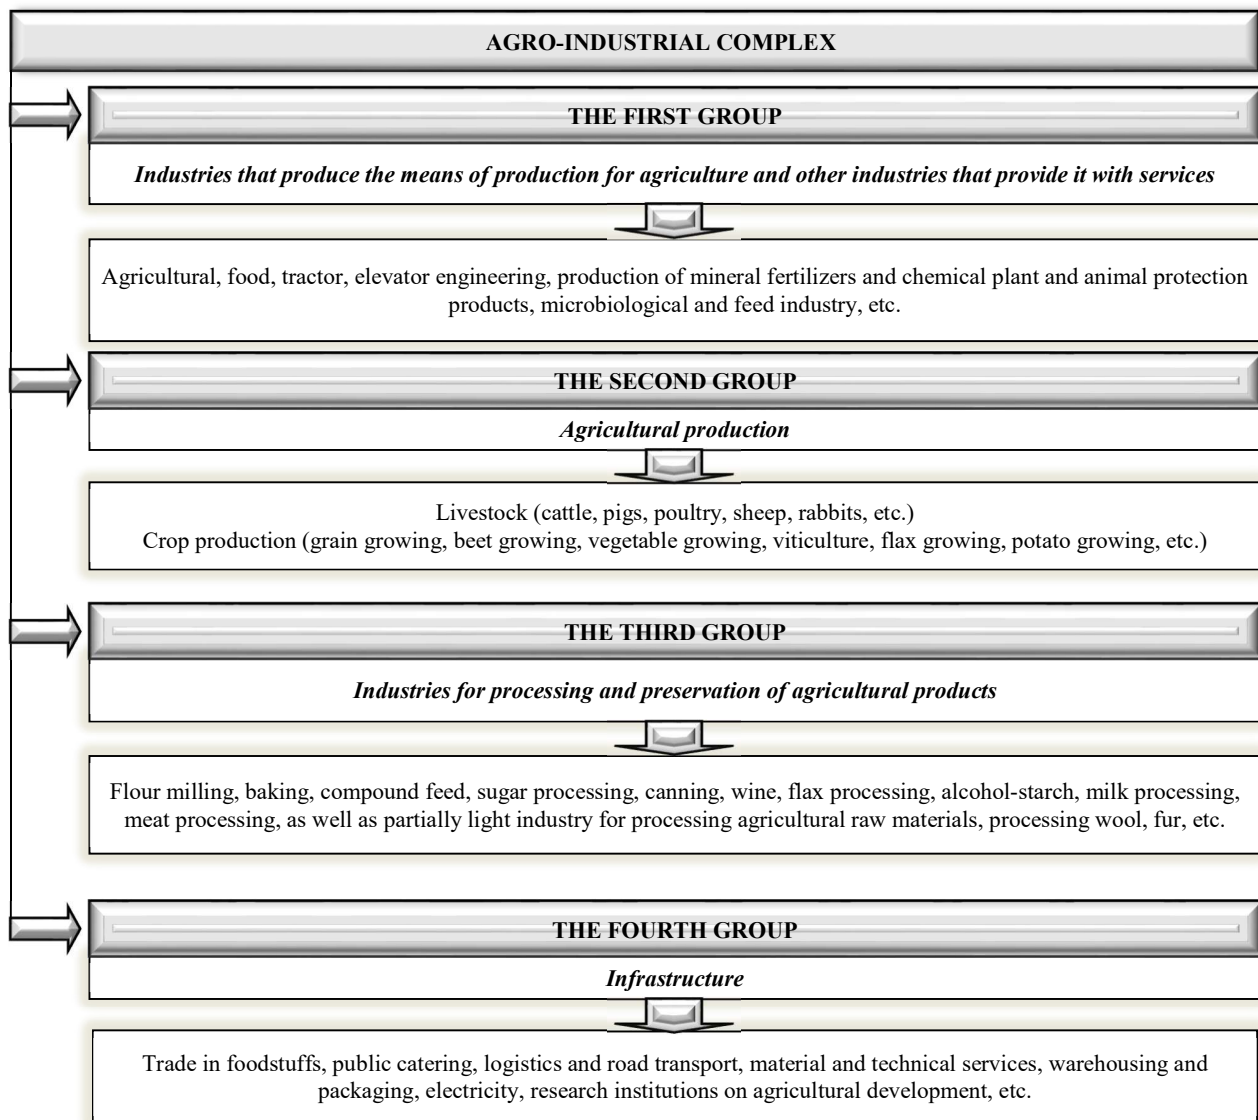 AGRO-INDUSTRIAL COMPLEX
THE FIRST GROUP
Industries that produce the means of production for agriculture and other industries that provide it with services
Agricultural, food, tractor, elevator engineering, production of mineral fertilizers and chemical plant and animal protection
products, microbiological and feed industry, etc.
THE SECOND GROUP
Agricultural production
Livestock (cattle, pigs, poultry, sheep, rabbits, etc.)
Crop production (grain growing, beet growing, vegetable growing, viticulture, flax growing, potato growing, etc.)
THE THIRD GROUP
Industries for processing and preservation of agricultural products
Flour milling, baking, compound feed, sugar processing, canning, wine, flax processing, alcohol-starch, milk processing,
meat processing, as well as partially light industry for processing agricultural raw materials, processing wool, fur, etc.
THE FOURTH GROUP
Infrastructure
Trade in foodstuffs, public catering, logistics and road transport, material and technical services, warehousing and
packaging, electricity, research institutions on agricultural development, etc.